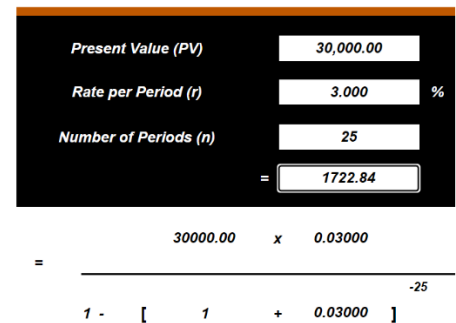 Present Value (PV) 30,000.00
Rate per Period (r) 3.000 %
Number of Periods (n) 25
= 1722.84
30000.00 x 0.03000
=
-25
1 - [ 1 + 0.03000 ]